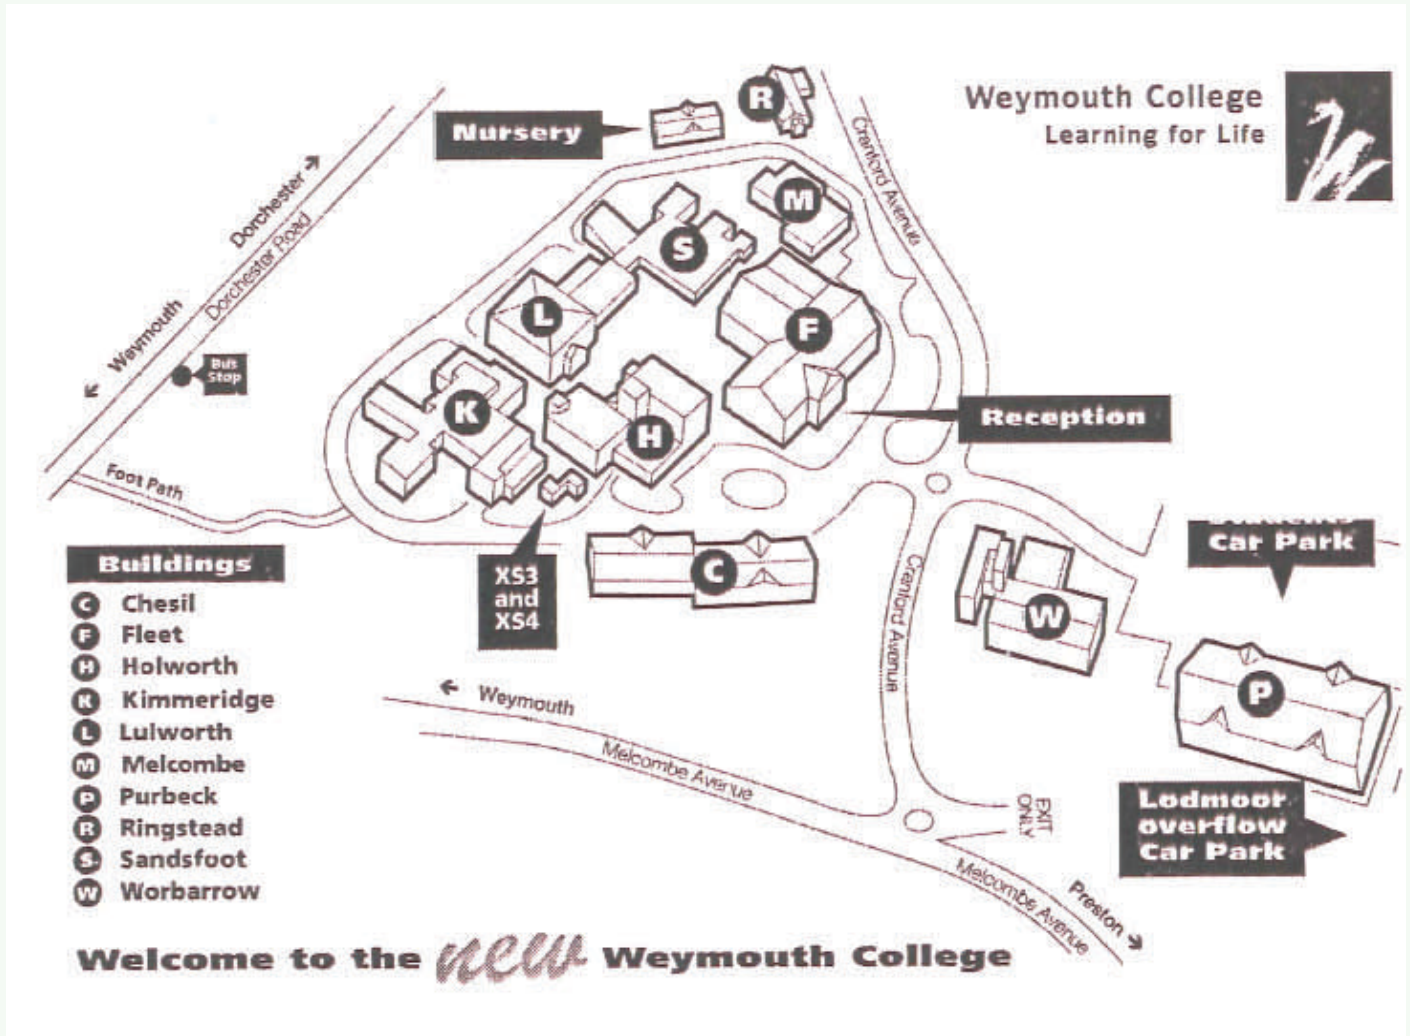 Weymouth College
Learning for Life
Nursery
R
Cranford Avenue
M
S
Dorchester
Dorchester Road
L
F
Weymouth
Bus
Stop
K
H
Reception
Foot Path
Car Park
XS3
and
XS4
C
Cranford Avenue
W
P
Buildings
C Chesil
F Fleet
H Holworth
K Kimmeridge
L Lulworth
M Melcombe
P Purbeck
R Ringstead
S Sandsfoot
W Worbarrow
Weymouth
Melcombe Avenue
EXIT
ONLY
Lodmoor
overflow
Car Park
Melcombe Avenue
Preston
Welcome to the new Weymouth College